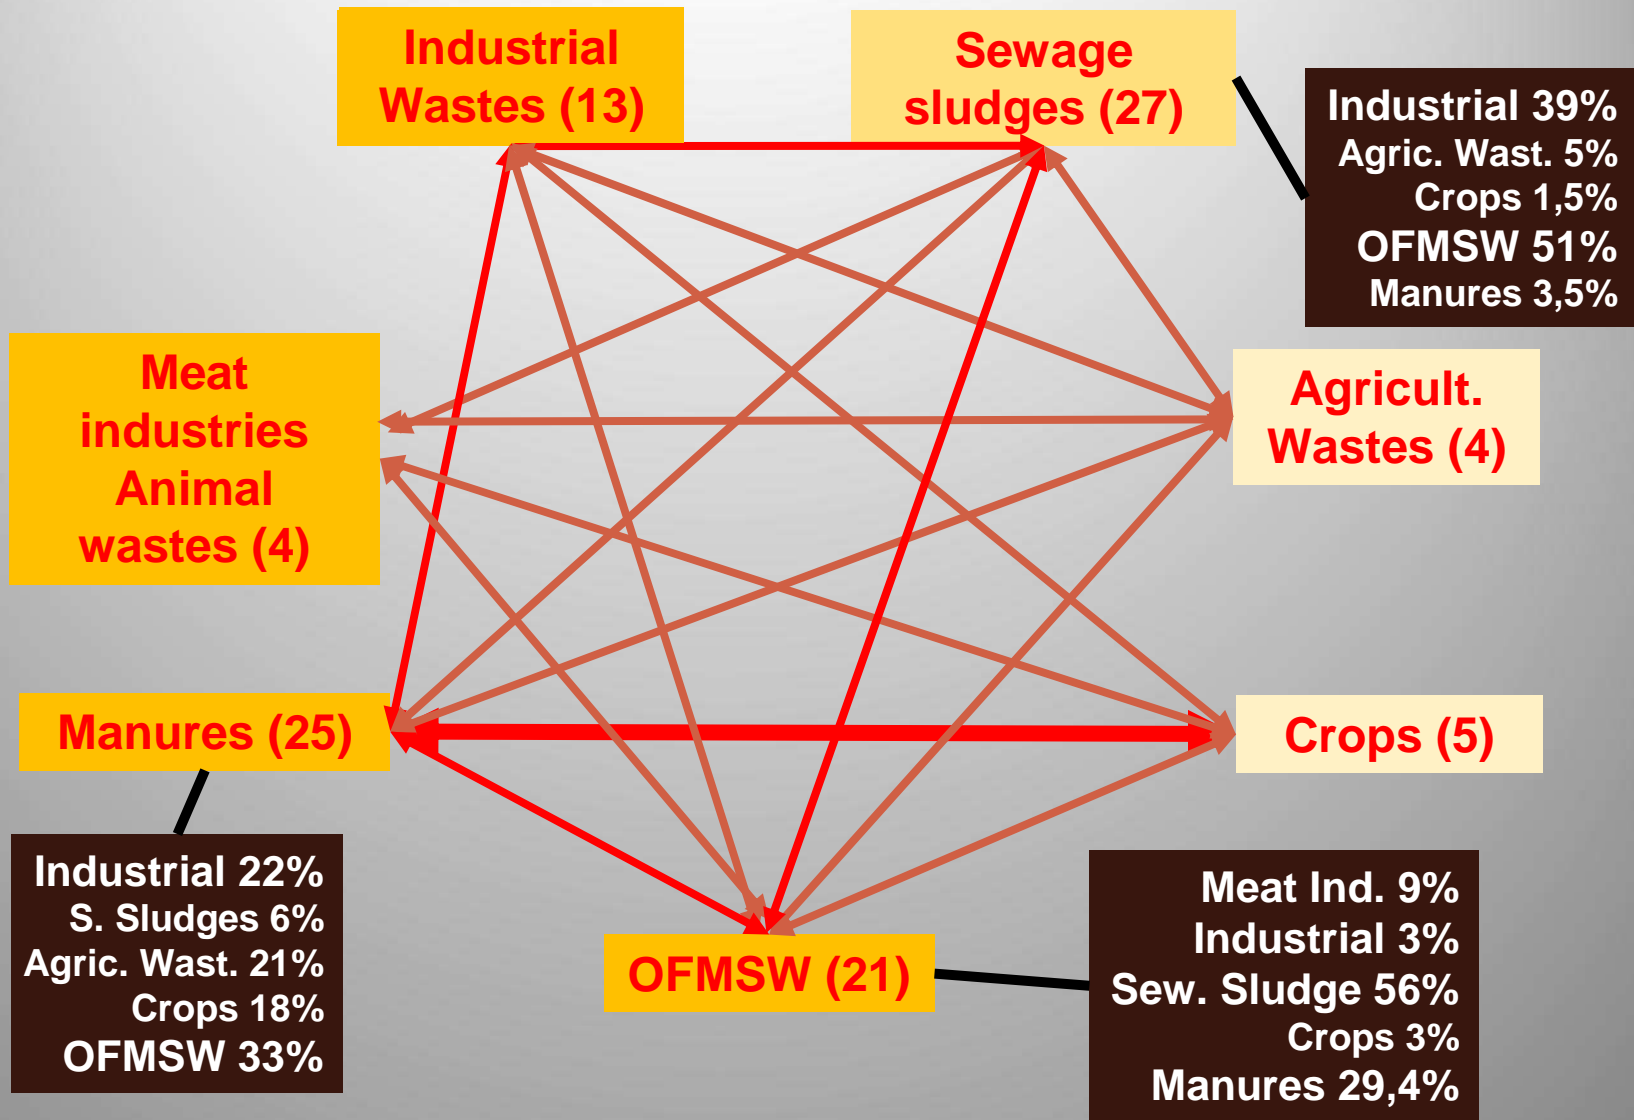 Industrial
Wastes (13)
Sewage
sludges (27)
Industrial 39%
Agric. Wast. 5%
Crops 1,5%
OFMSW 51%
Manures 3,5%
Meat
industries
Animal
wastes (4)
Agricult.
Wastes (4)
Manures (25)
Crops (5)
Industrial 22%
S. Sludges 6%
Agric. Wast. 21%
Crops 18%
OFMSW 33%
OFMSW (21)
Meat Ind. 9%
Industrial 3%
Sew. Sludge 56%
Crops 3%
Manures 29,4%